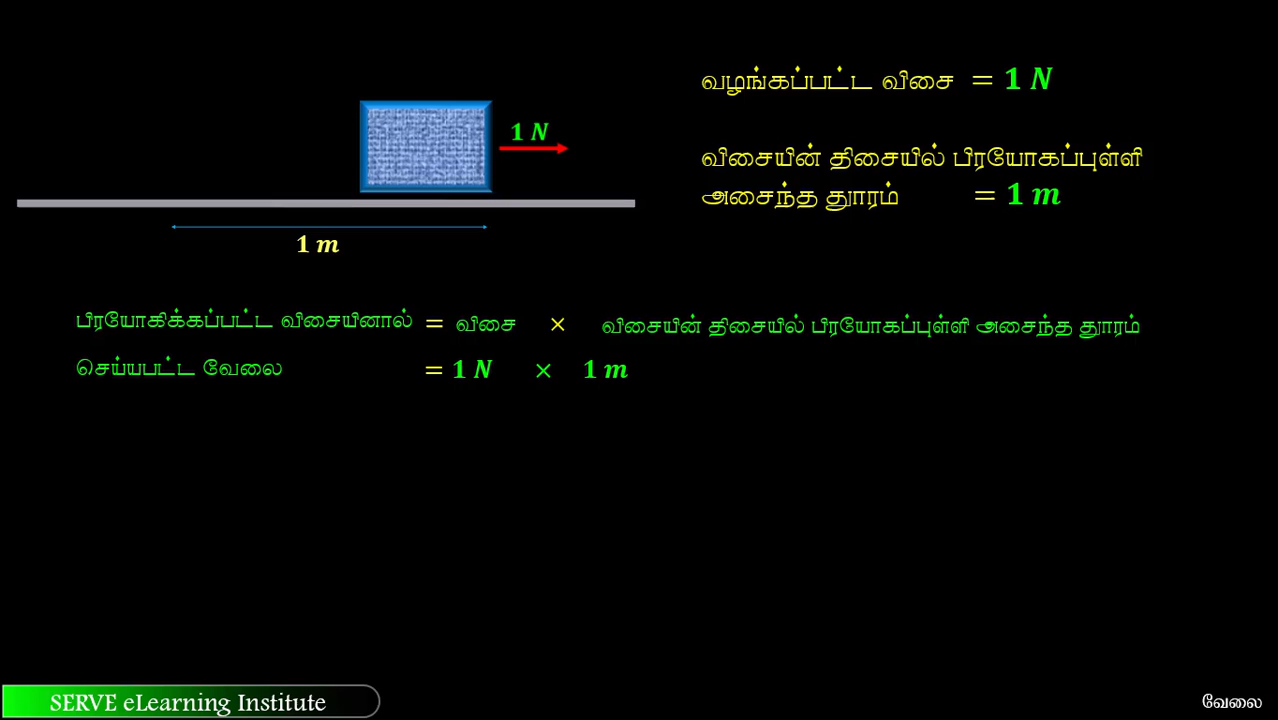 வழங்கப்பட்ட விசை = 1 N
1 N
விசையின் திசையில் பிரயோகப்புள்ளி
அசைந்த தூரம் = 1 m
1 m
பிரயோகிக்கப்பட்ட விசையினால் = விசை × விசையின் திசையில் பிரயோகப்புள்ளி அசைந்த தூரம்
செய்யபட்ட வேலை = 1 N × 1 m
SERVE eLearning Institute
வேலை